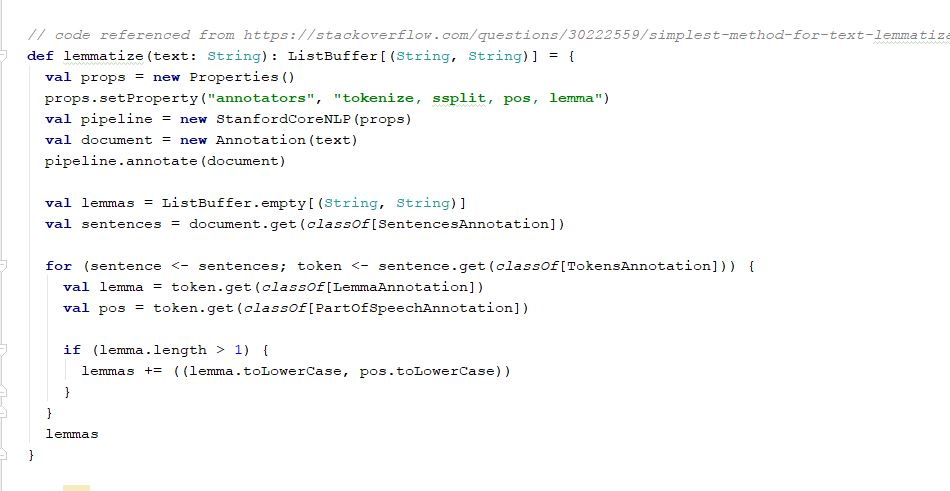 // code referenced from https://stackoverflow.com/questions/30222559/simplest-method-for-text-lemmatiza
def lemmatize(text: String): ListBuffer[(String, String)] = {
  val props = new Properties()
  props.setProperty("annotators", "tokenize, ssplit, pos, lemma")
  val pipeline = new StanfordCoreNLP(props)
  val document = new Annotation(text)
  pipeline.annotate(document)

  val lemmas = ListBuffer.empty[(String, String)]
  val sentences = document.get(classOf[SentencesAnnotation])

  for (sentence <- sentences; token <- sentence.get(classOf[TokensAnnotation])) {
    val lemma = token.get(classOf[LemmaAnnotation])
    val pos = token.get(classOf[PartOfSpeechAnnotation])

    if (lemma.length > 1) {
      lemmas += ((lemma.toLowerCase, pos.toLowerCase))
    }
  }
  lemmas
}